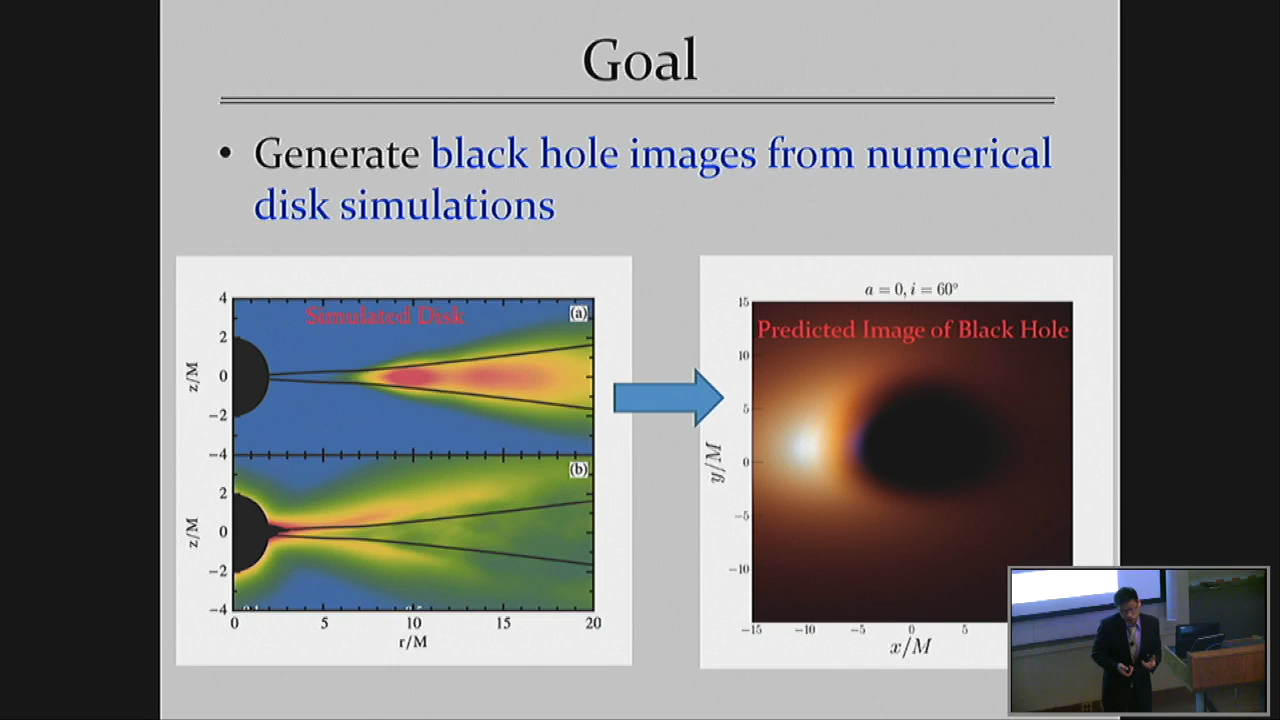 Goal
• Generate black hole images from numerical
disk simulations
Simulated Disk
(a)
4
2
0
−2
−4
z/M
(b)
2
0
−2
−4
z/M
0 5 10 15 20
r/M
a = 0, i = 60°
Predicted Image of Black Hole
15
10
5
0
−5
−10
y/M
−15 −10 −5 0 5
x/M